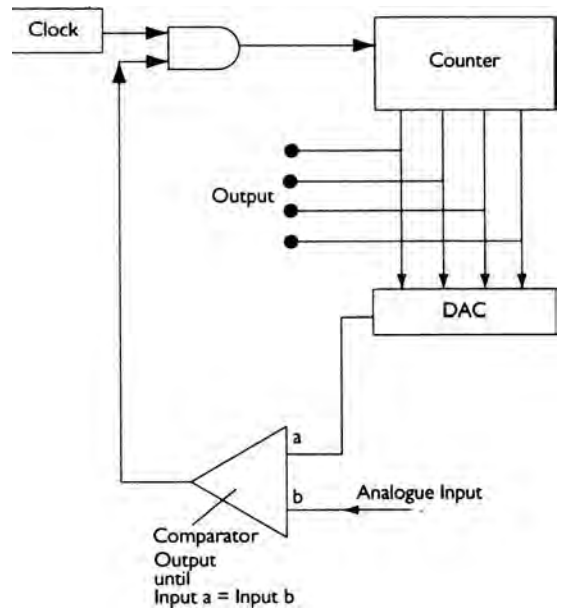 Clock
Counter
Output
DAC
a
b
Analogue Input
Comparator
Output
until
Input a = Input b